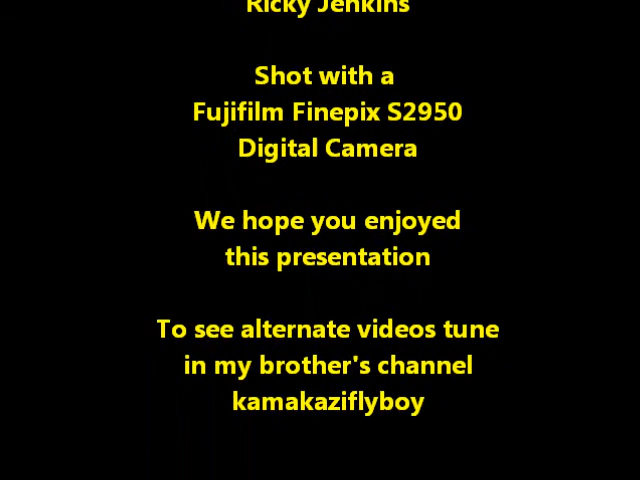 Ricky Jenkins
Shot with a
Fujifilm Finepix S2950
Digital Camera
We hope you enjoyed
this presentation
To see alternate videos tune
in my brother's channel
kamakaziflyboy